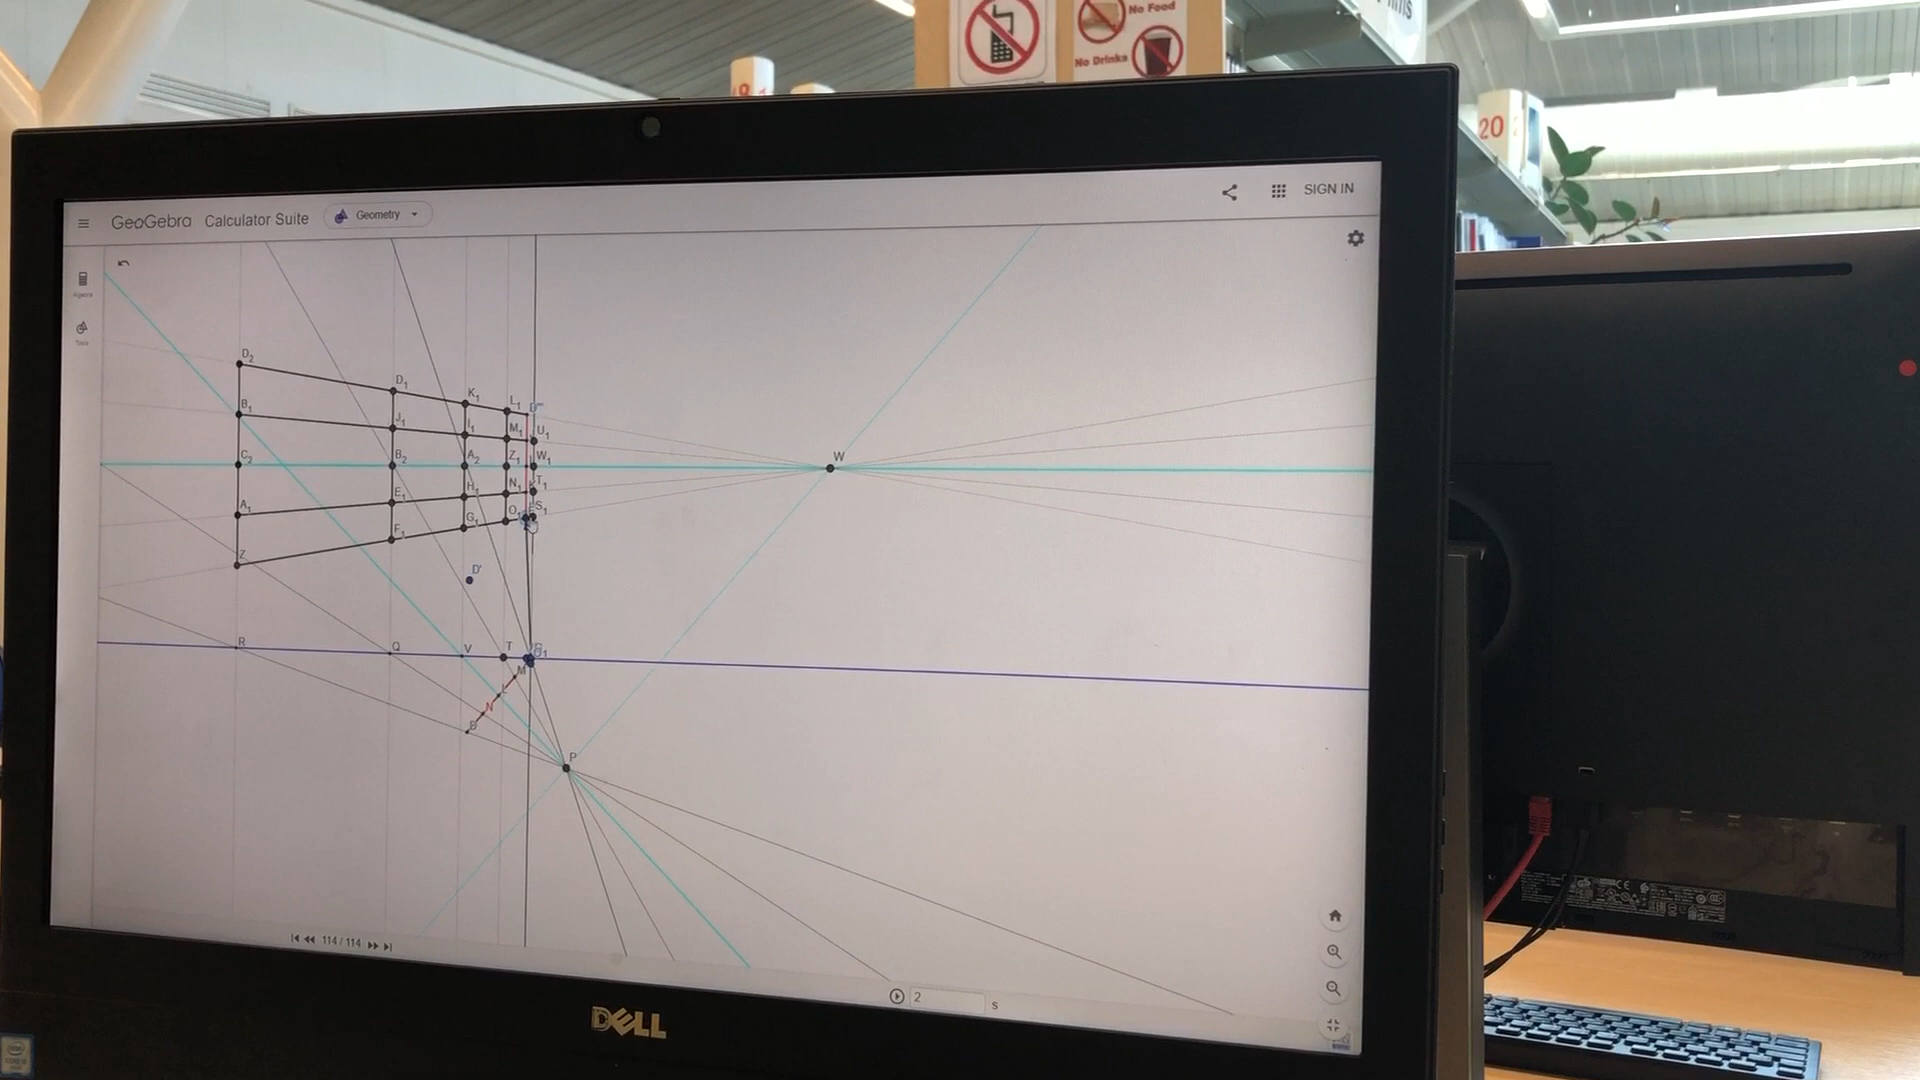 No Food
No Drinks
20
GeoGebra Calculator Suite Geometry
SIGN IN
Algebra
Tools
D₂
D₁
K₁
L₁
B₁
J₁
I₁
M₁
U₁
C₂
B₂
A₂
Z₁
W₁
W
A₁
E₁
H₁
N₁
T₁
F₁
G₁
O₁
S₁
Z
D'
R
Q
V
T
M
N
P
114 / 114
2 s
DELL